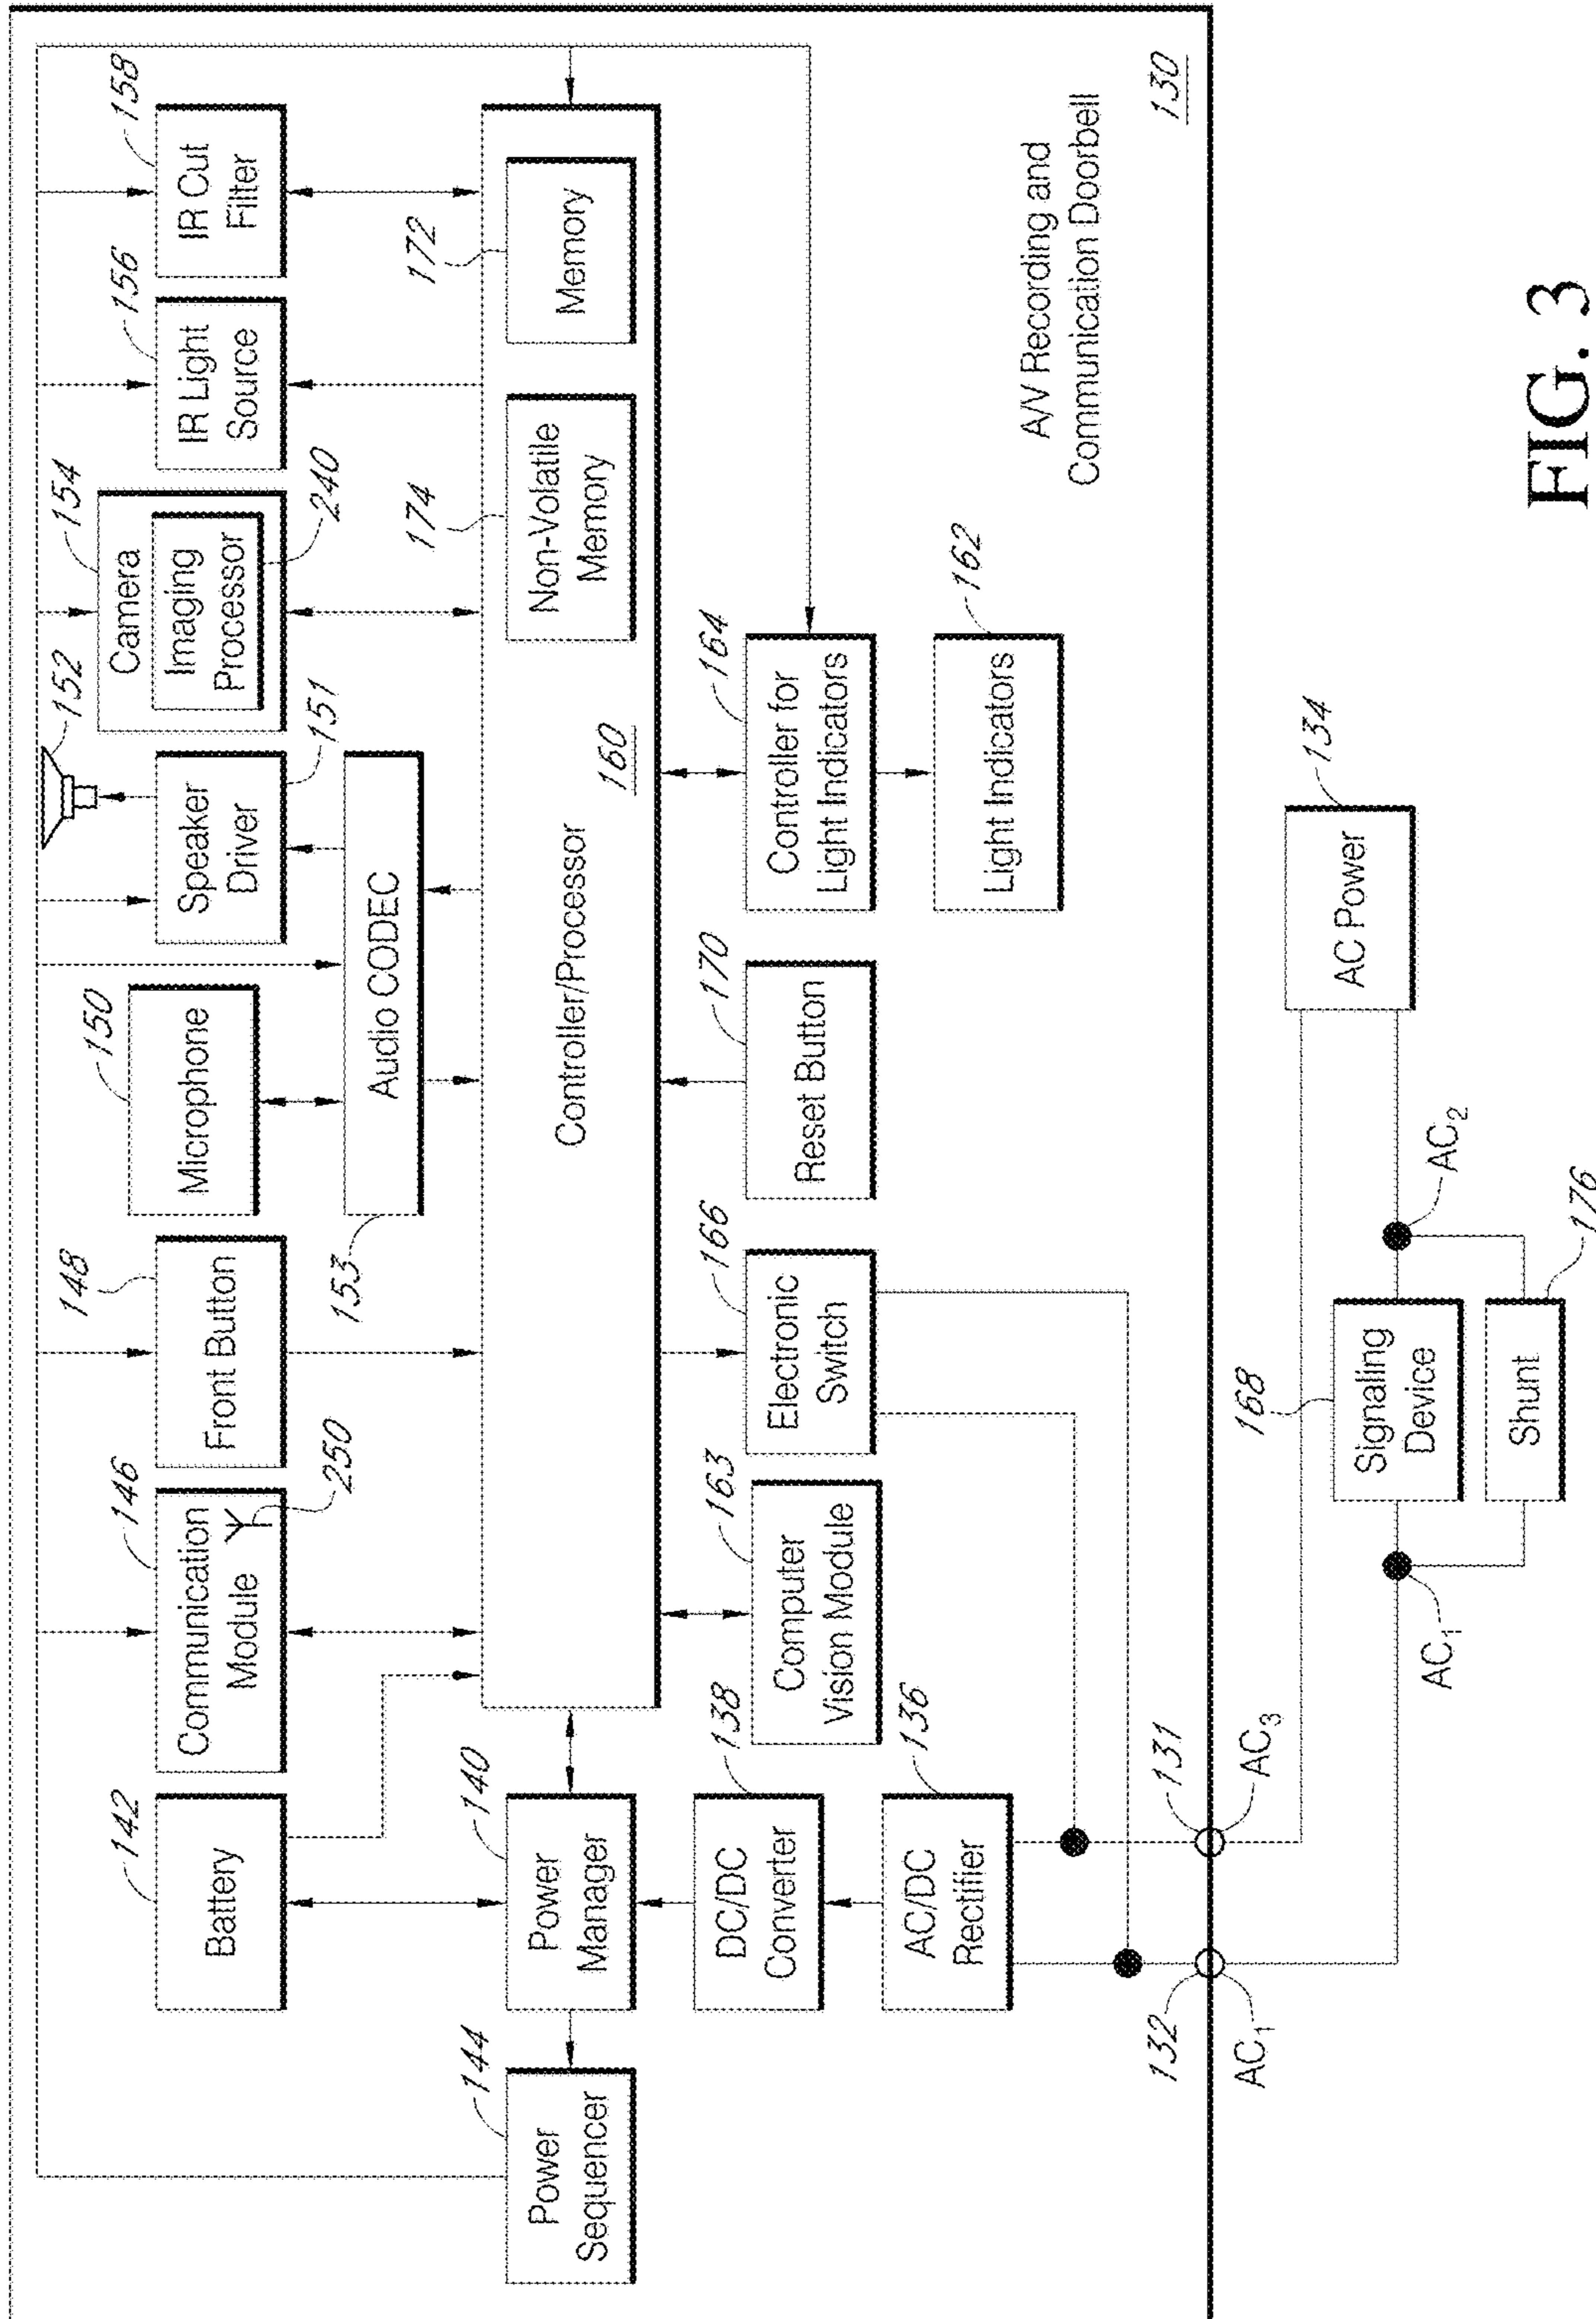 142
Battery
146
Communication
Module
250
148
Front Button
150
Microphone
152
Speaker
Driver
151
154
Camera
Imaging
Processor
240
156
IR Light
Source
158
IR Cut
Filter
153
Audio CODEC
144
Power
Sequencer
140
Power
Manager
Controller/Processor
160
174
Non-Volatile
Memory
172
Memory
138
DC/DC
Converter
163
Computer
Vision Module
166
Electronic
Switch
170
Reset Button
164
Controller for
Light Indicators
136
AC/DC
Rectifier
162
Light Indicators
A/V Recording and
Communication Doorbell
130
132
131
AC1
AC3
168
Signaling
Device
134
AC Power
AC1
AC2
Shunt
176
FIG. 3